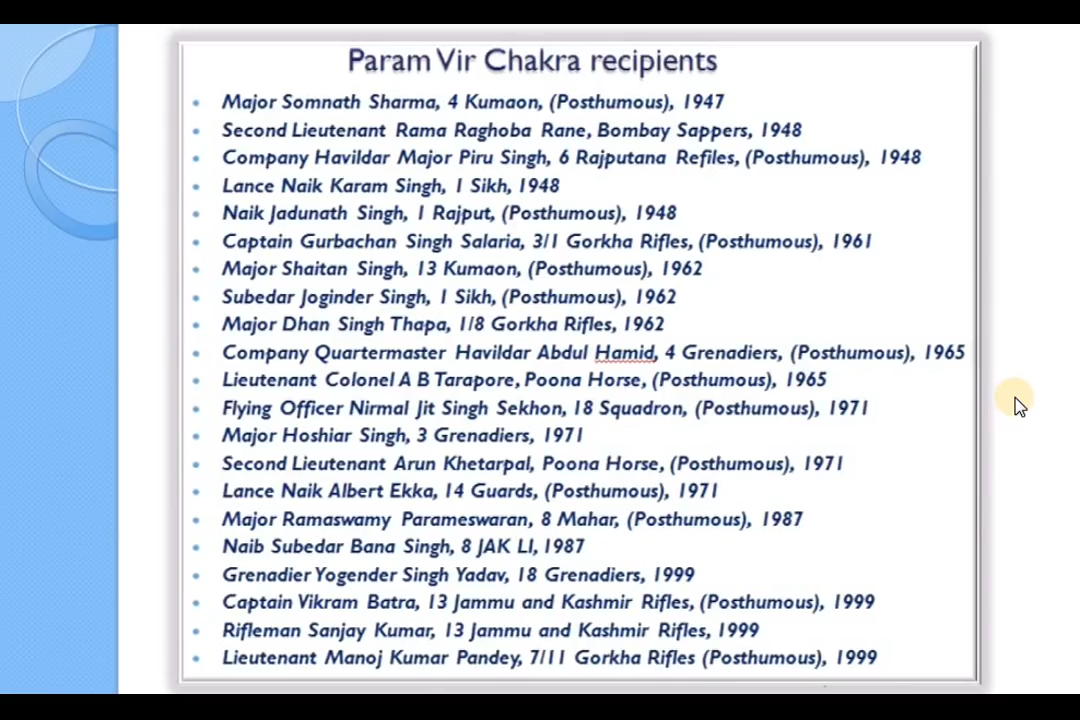 Param Vir Chakra recipients
• Major Somnath Sharma, 4 Kumaon, (Posthumous), 1947
• Second Lieutenant Rama Raghoba Rane, Bombay Sappers, 1948
• Company Havildar Major Piru Singh, 6 Rajputana Refiles, (Posthumous), 1948
• Lance Naik Karam Singh, 1 Sikh, 1948
• Naik Jadunath Singh, 1 Rajput, (Posthumous), 1948
• Captain Gurbachan Singh Salaria, 3/1 Gorkha Rifles, (Posthumous), 1961
• Major Shaitan Singh, 13 Kumaon, (Posthumous), 1962
• Subedar Joginder Singh, 1 Sikh, (Posthumous), 1962
• Major Dhan Singh Thapa, 1/8 Gorkha Rifles, 1962
• Company Quartermaster Havildar Abdul Hamid, 4 Grenadiers, (Posthumous), 1965
• Lieutenant Colonel A B Tarapore, Poona Horse, (Posthumous), 1965
• Flying Officer Nirmal Jit Singh Sekhon, 18 Squadron, (Posthumous), 1971
• Major Hoshiar Singh, 3 Grenadiers, 1971
• Second Lieutenant Arun Khetarpal, Poona Horse, (Posthumous), 1971
• Lance Naik Albert Ekka, 14 Guards, (Posthumous), 1971
• Major Ramaswamy Parameswaran, 8 Mahar, (Posthumous), 1987
• Naib Subedar Bana Singh, 8 JAK LI, 1987
• Grenadier Yogender Singh Yadav, 18 Grenadiers, 1999
• Captain Vikram Batra, 13 Jammu and Kashmir Rifles, (Posthumous), 1999
• Rifleman Sanjay Kumar, 13 Jammu and Kashmir Rifles, 1999
• Lieutenant Manoj Kumar Pandey, 7/11 Gorkha Rifles (Posthumous), 1999